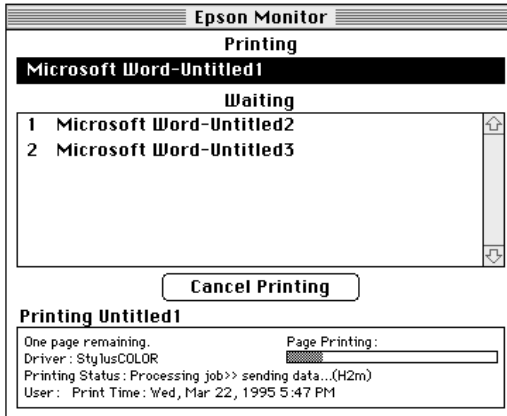 Epson Monitor
Printing
Microsoft Word-Untitled1
Waiting
1 Microsoft Word-Untitled2
2 Microsoft Word-Untitled3
Cancel Printing
Printing Untitled1
One page remaining. Page Printing:
Driver: StylusCOLOR
Printing Status: Processing job>> sending data...(H2m)
User: Print Time: Wed, Mar 22, 1995 5:47 PM